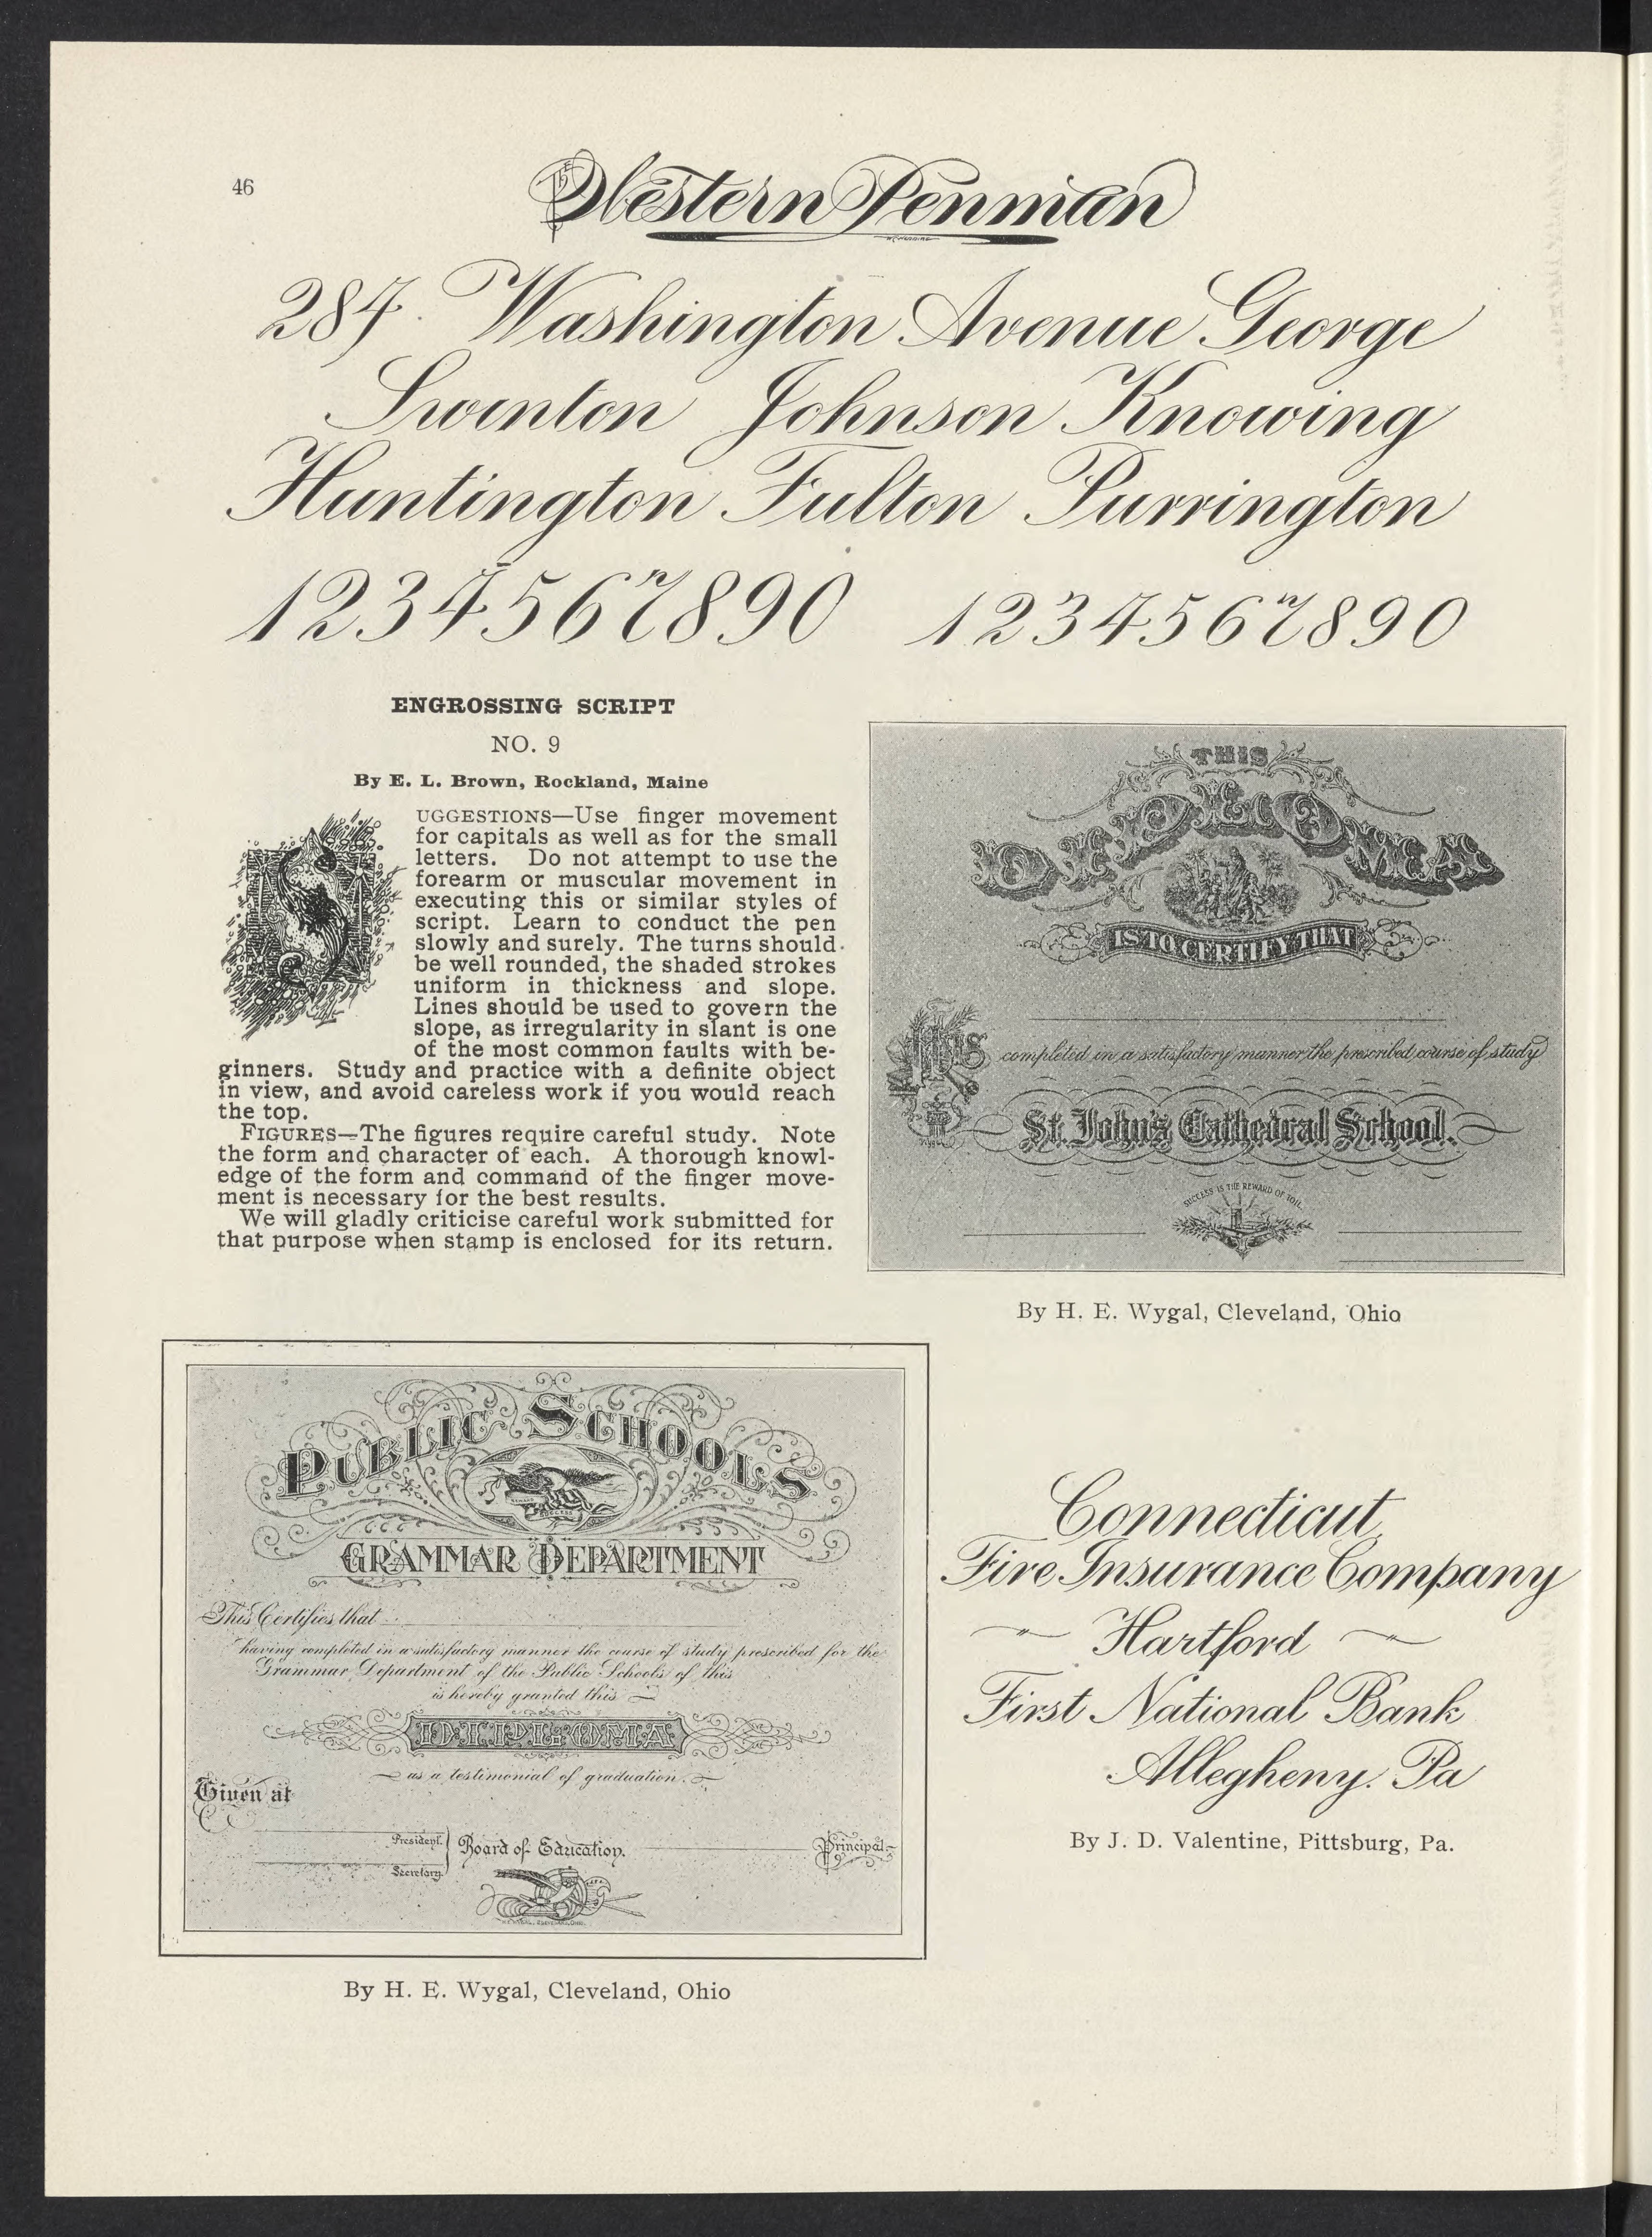 46
THE Western Penman
284. Washington Avenue George
Swinton Johnson Knowing
Huntington Fulton Purrington
1234567890 1234567890
ENGROSSING SCRIPT
NO. 9
By E. L. Brown, Rockland, Maine
SUGGESTIONS—Use finger movement
for capitals as well as for the small
letters. Do not attempt to use the
forearm or muscular movement in
executing this or similar styles of
script. Learn to conduct the pen
slowly and surely. The turns should
be well rounded, the shaded strokes
uniform in thickness and slope.
Lines should be used to govern the
slope, as irregularity in slant is one
of the most common faults with be-
ginners. Study and practice with a definite object
in view, and avoid careless work if you would reach
the top.
FIGURES—The figures require careful study. Note
the form and character of each. A thorough knowl-
edge of the form and command of the finger move-
ment is necessary for the best results.
We will gladly criticise careful work submitted for
that purpose when stamp is enclosed for its return.
THIS
DIPLOMA
IS TO CERTIFY THAT
Has completed in a satisfactory manner the prescribed course of study
St. John's Cathedral School.
SUCCESS IS THE REWARD OF TOIL
By H. E. Wygal, Cleveland, Ohio
PUBLIC SCHOOLS
SUCCESS
GRAMMAR DEPARTMENT
This Certifies that
having completed in a satisfactory manner the course of study prescribed for the
Grammar Department of the Public Schools of this
is hereby granted this
DIPLOMA
as a testimonial of graduation.
Given at
President.
Board of Education.
Principal.
Secretary.
By H. E. Wygal, Cleveland, Ohio
Connecticut
Fire Insurance Company
Hartford
First National Bank
Allegheny. Pa
By J. D. Valentine, Pittsburg, Pa.